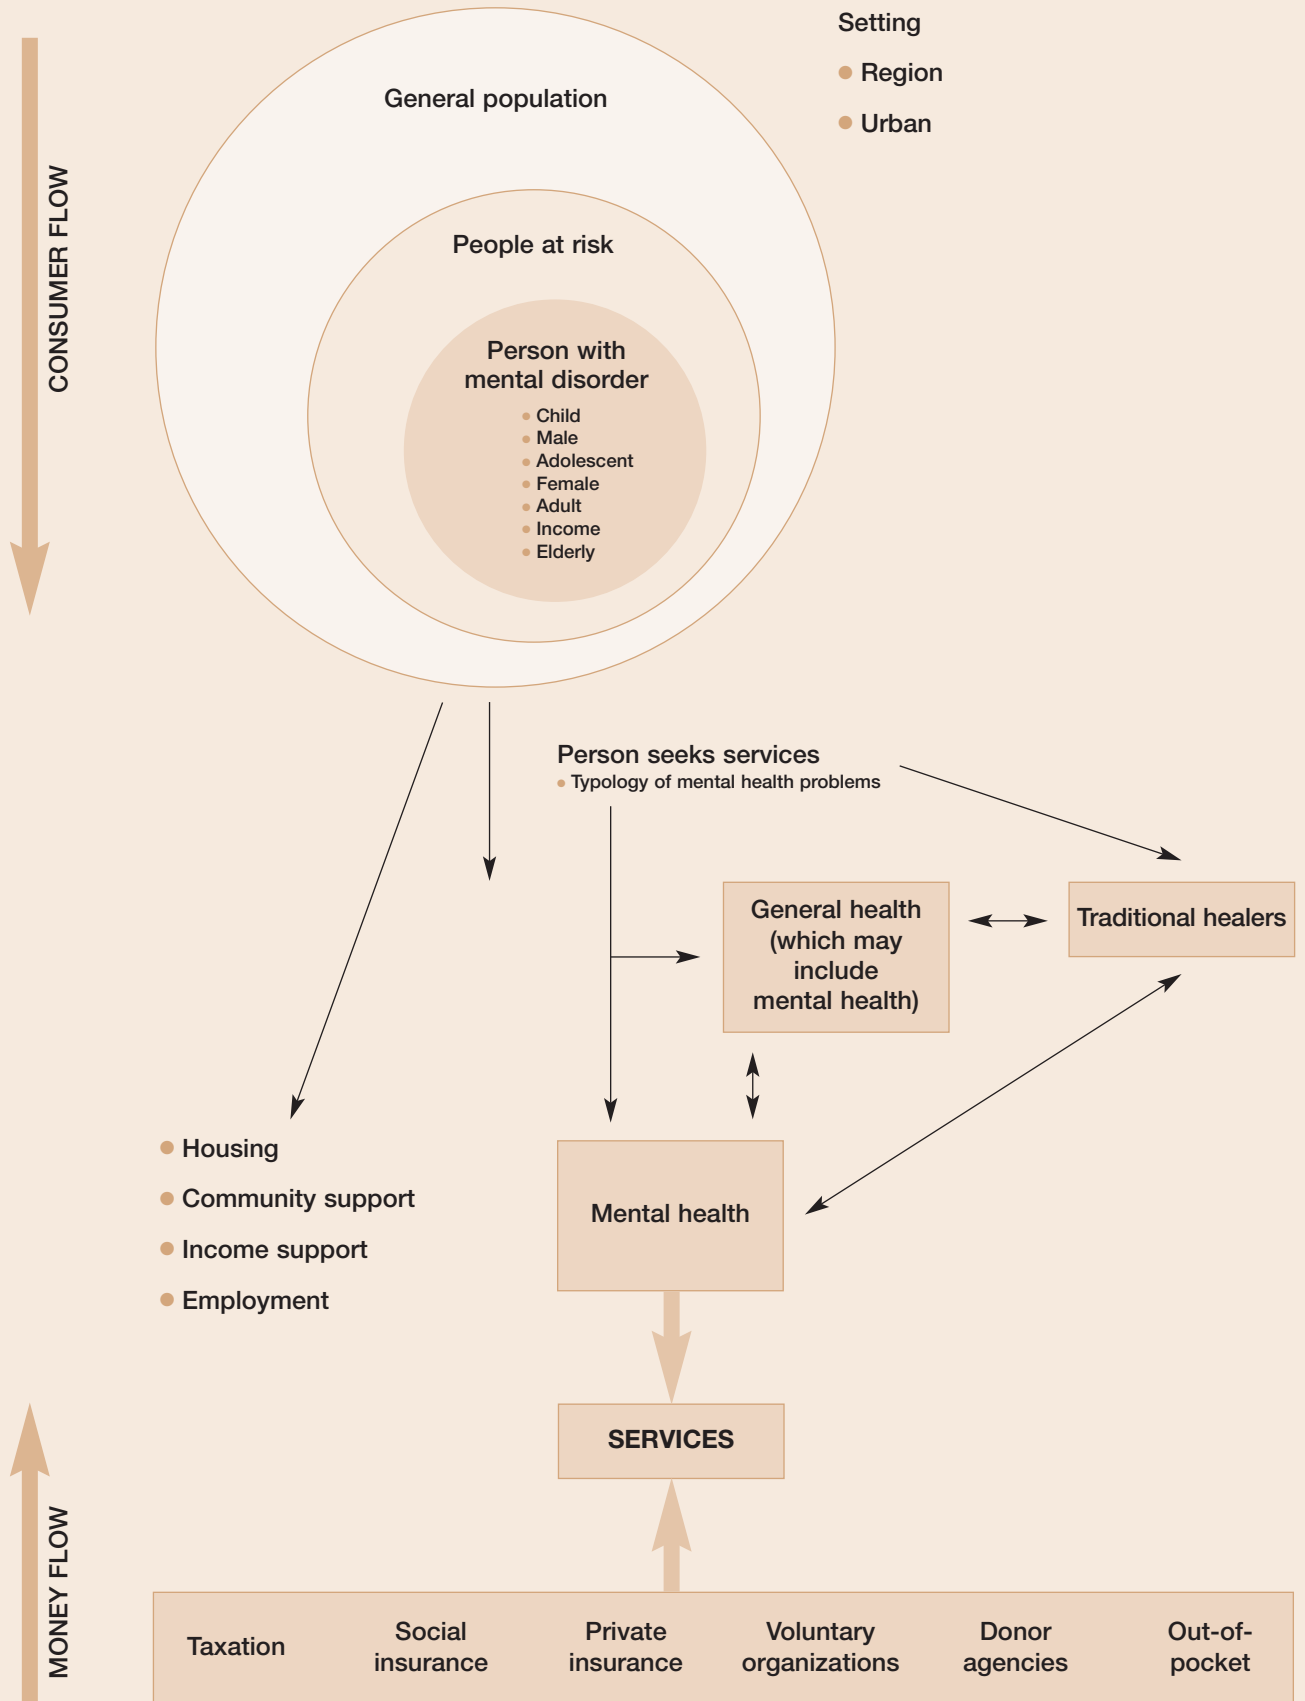 Setting
Region
Urban
CONSUMER FLOW
General population
People at risk
Person with
mental disorder
Child
Male
Adolescent
Female
Adult
Income
Elderly
Person seeks services
Typology of mental health problems
General health
(which may
include
mental health)
Traditional healers
Housing
Community support
Income support
Employment
Mental health
SERVICES
MONEY FLOW
Taxation
Social
insurance
Private
insurance
Voluntary
organizations
Donor
agencies
Out-of-
pocket